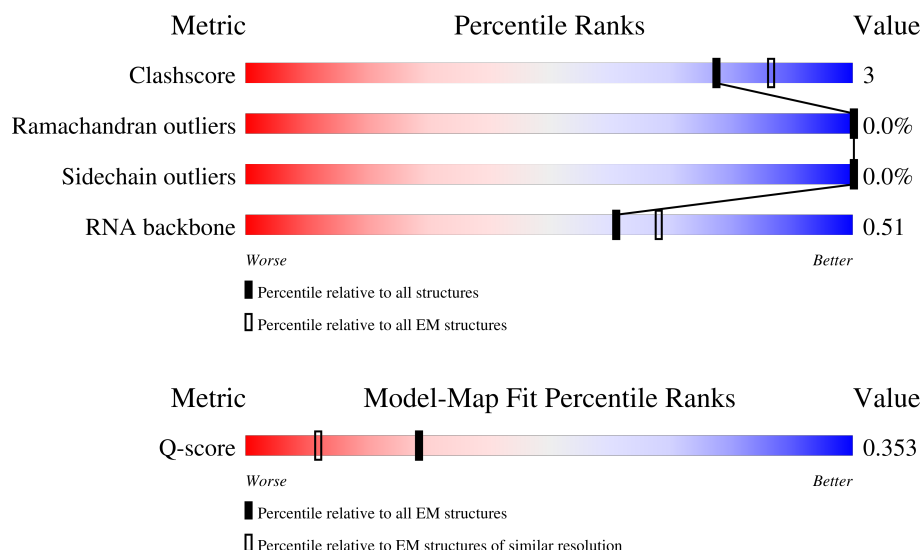 Metric Percentile Ranks Value
Clashscore 3
Ramachandran outliers 0.0%
Sidechain outliers 0.0%
RNA backbone 0.51
Worse Better
Percentile relative to all structures
Percentile relative to all EM structures
Metric Model-Map Fit Percentile Ranks Value
Q-score 0.353
Worse Better
Percentile relative to all EM structures
Percentile relative to EM structures of similar resolution